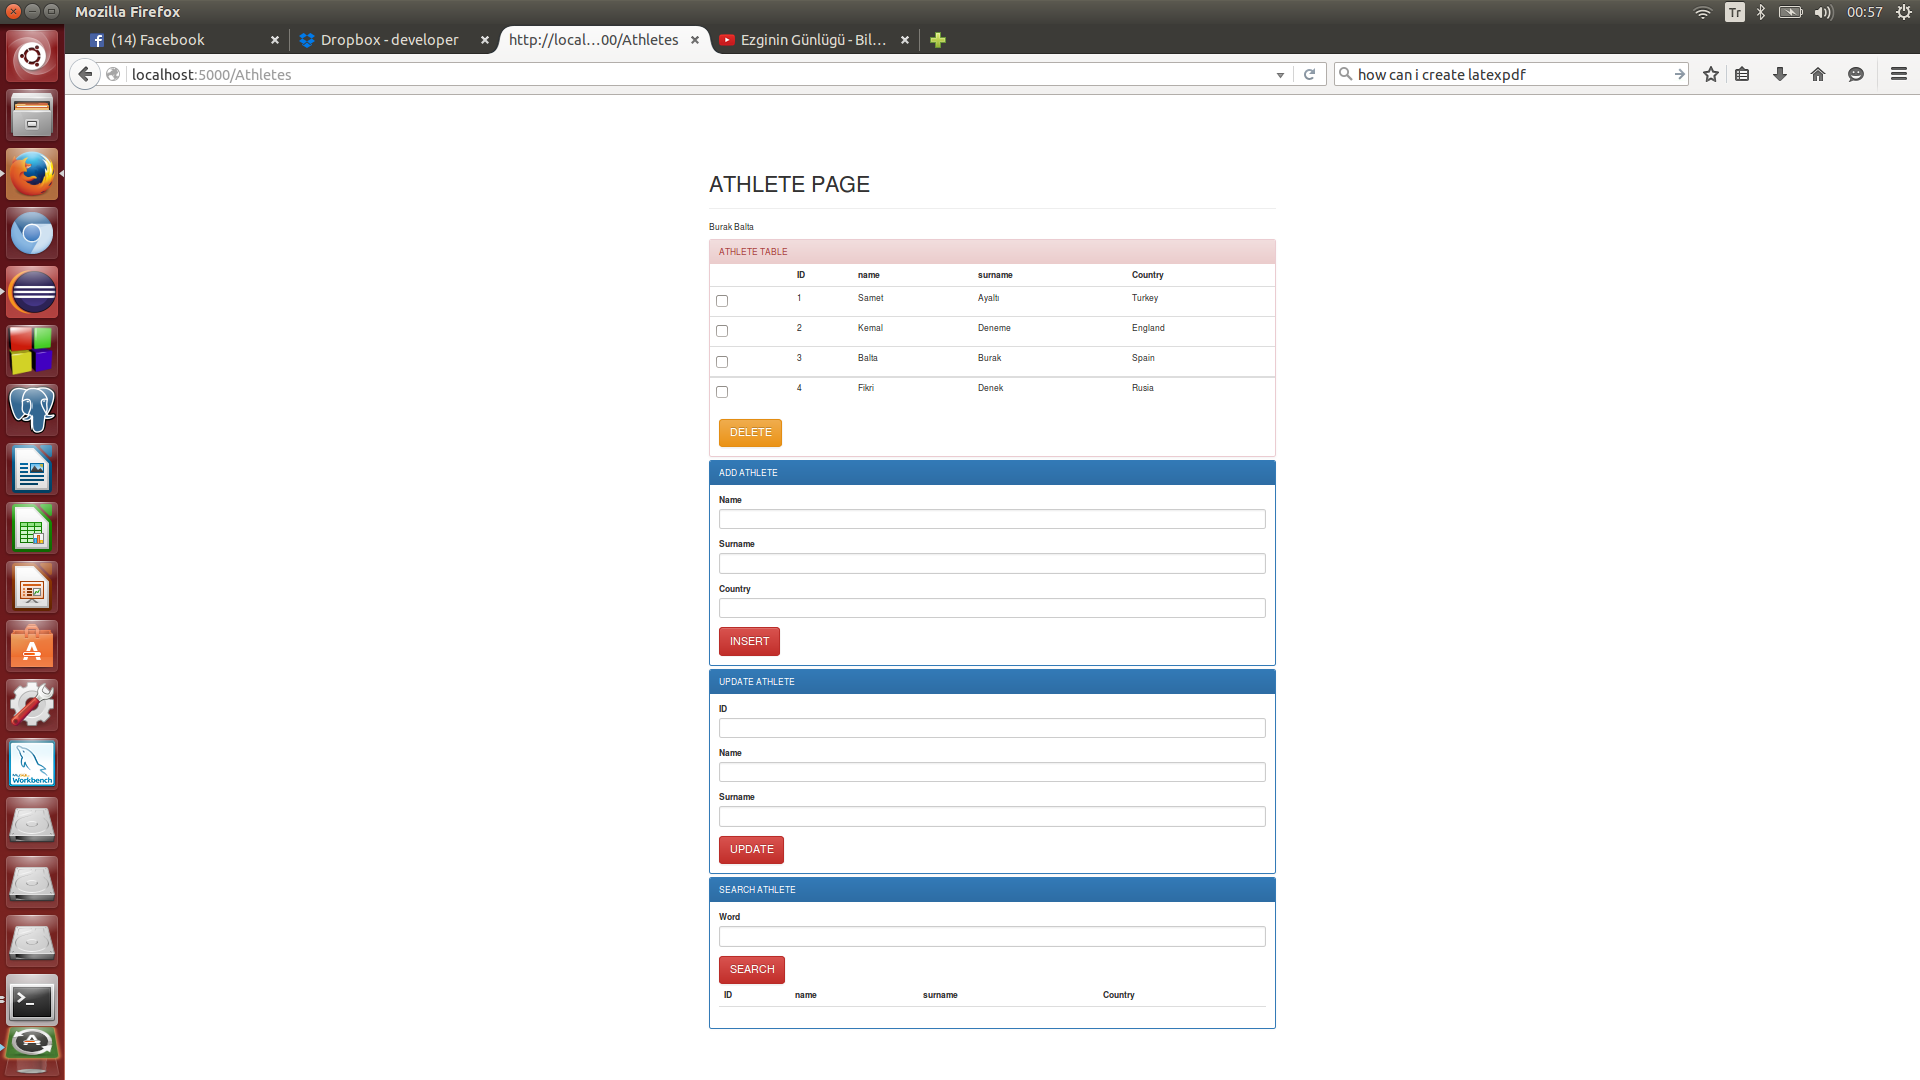 Mozilla Firefox
Tr
00:57
(14) Facebook
Dropbox - developer
http://local...00/Athletes
Ezginin Günlügü - Bil...
localhost:5000/Athletes
how can i create latexpdf
ATHLETE PAGE
Burak Balta
ATHLETE TABLE
ID name surname Country
1 Samet Ayaltı Turkey
2 Kemal Deneme England
3 Balta Burak Spain
4 Fikri Denek Rusia
DELETE
ADD ATHLETE
Name
Surname
Country
INSERT
UPDATE ATHLETE
ID
Name
Surname
UPDATE
SEARCH ATHLETE
Word
SEARCH
ID name surname Country
Workbench